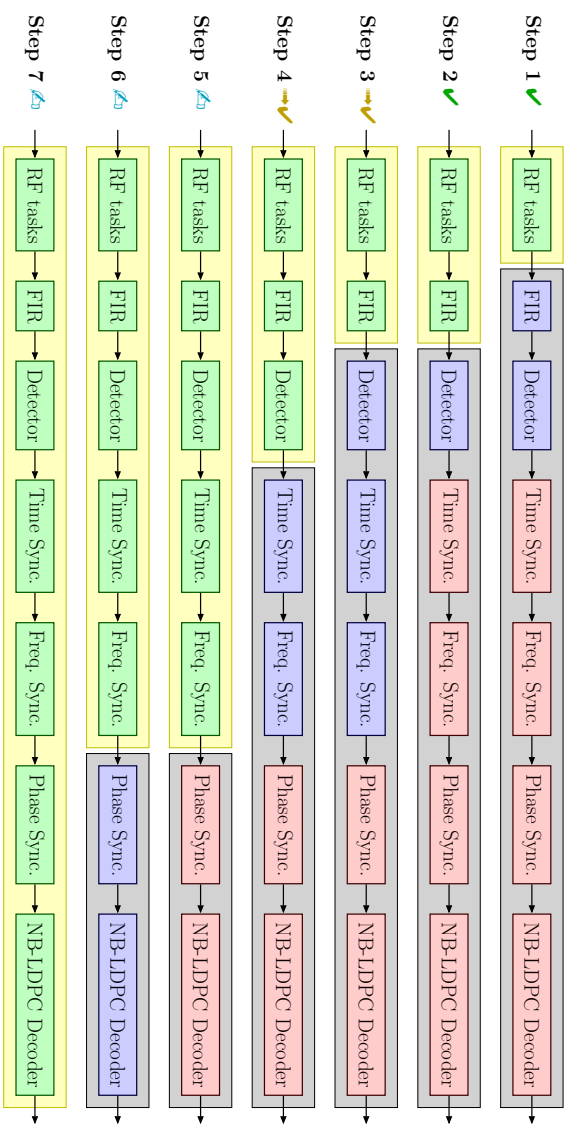 Step 1 ✔
RF tasks
FIR
Detector
Time Sync.
Freq. Sync.
Phase Sync.
NB-LDPC Decoder
Step 2 ✔
RF tasks
FIR
Detector
Time Sync.
Freq. Sync.
Phase Sync.
NB-LDPC Decoder
Step 3
RF tasks
FIR
Detector
Time Sync.
Freq. Sync.
Phase Sync.
NB-LDPC Decoder
Step 4
RF tasks
FIR
Detector
Time Sync.
Freq. Sync.
Phase Sync.
NB-LDPC Decoder
Step 5
RF tasks
FIR
Detector
Time Sync.
Freq. Sync.
Phase Sync.
NB-LDPC Decoder
Step 6
RF tasks
FIR
Detector
Time Sync.
Freq. Sync.
Phase Sync.
NB-LDPC Decoder
Step 7
RF tasks
FIR
Detector
Time Sync.
Freq. Sync.
Phase Sync.
NB-LDPC Decoder